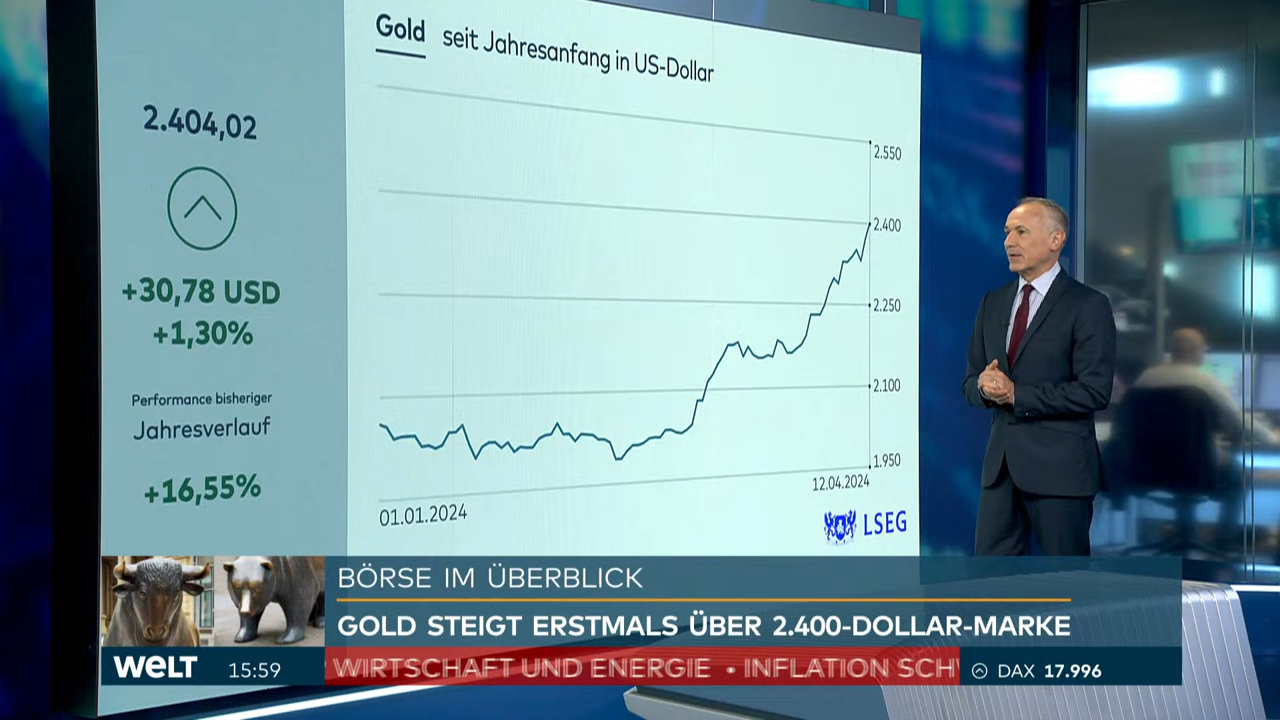 Gold seit Jahresanfang in US-Dollar
2.404,02
+30,78 USD
+1,30%
Performance bisheriger
Jahresverlauf
+16,55%
2.550
2.400
2.250
2.100
1.950
01.01.2024
12.04.2024
LSEG
BÖRSE IM ÜBERBLICK
GOLD STEIGT ERSTMALS ÜBER 2.400-DOLLAR-MARKE
welt 15:59 WIRTSCHAFT UND ENERGIE • INFLATION SCH DAX 17.996